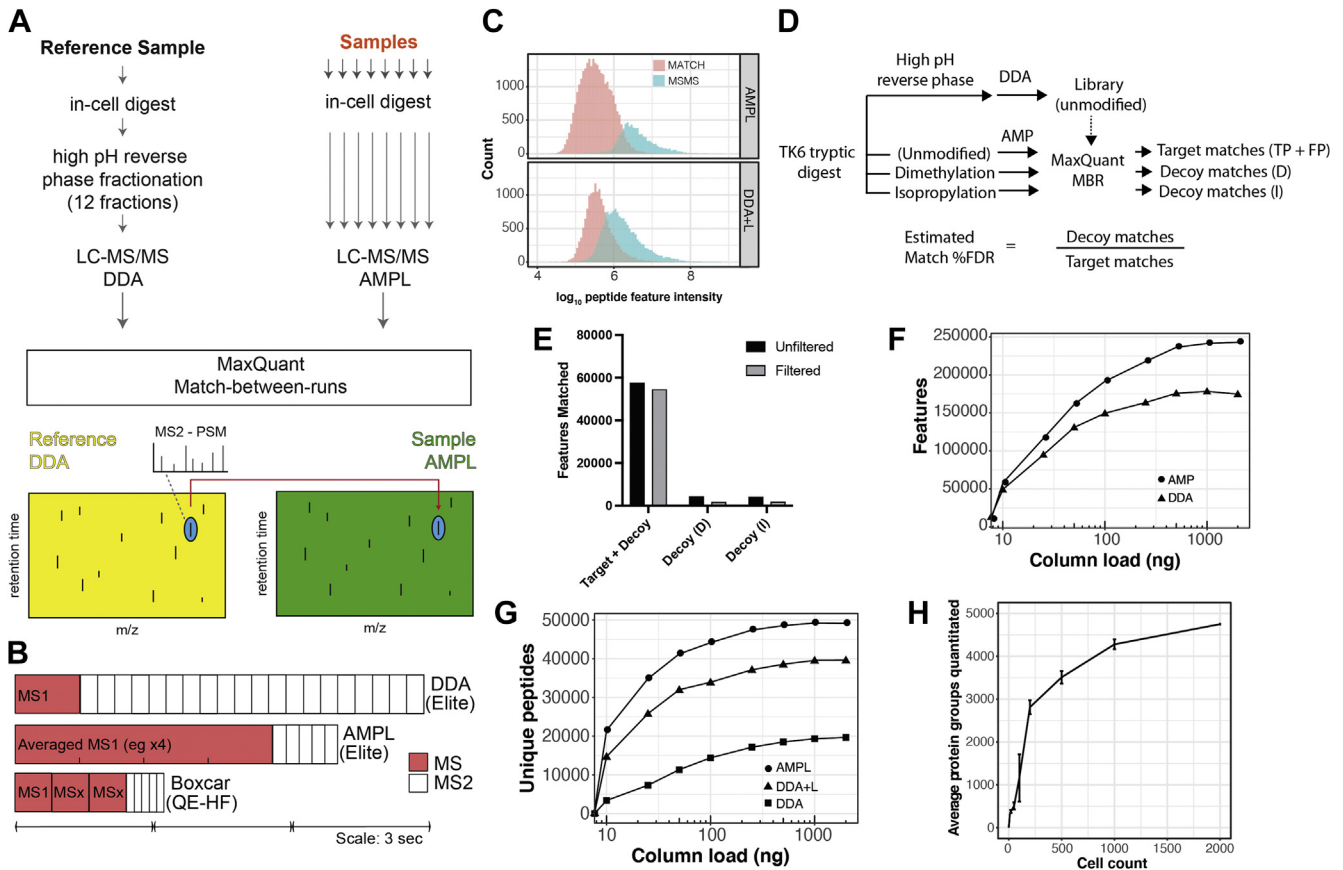 A
Reference Sample
in-cell digest
high pH reverse
phase fractionation
(12 fractions)
LC-MS/MS
DDA
Samples
in-cell digest
LC-MS/MS
AMPL
MaxQuant
Match-between-runs
Reference
DDA
MS2 - PSM
Sample
AMPL
retention time
m/z
retention time
m/z
B
MS1
DDA
(Elite)
Averaged MS1 (eg x4)
AMPL
(Elite)
MS1 MSx MSx
Boxcar
(QE-HF)
MS
MS2
Scale: 3 sec
C
MATCH
MSMS
AMPL
DDA+L
Count
1000
500
0
1000
500
0
4 6 8
log10 peptide feature intensity
D
High pH
reverse phase
DDA
Library
(unmodified)
TK6 tryptic
digest
AMP
(Unmodified)
Dimethylation
Isopropylation
MaxQuant
MBR
Target matches (TP + FP)
Decoy matches (D)
Decoy matches (I)
Estimated
Match %FDR
=
Decoy matches
Target matches
E
Features Matched
80000
60000
40000
20000
0
Unfiltered
Filtered
Target + Decoy
Decoy (D)
Decoy (I)
F
Features
250000
200000
150000
100000
50000
0
AMP
DDA
10 100 1000
Column load (ng)
G
Unique peptides
50000
40000
30000
20000
10000
0
AMPL
DDA+L
DDA
10 100 1000
Column load (ng)
H
Average protein groups quantitated
5000
4000
3000
2000
1000
0
0 500 1000 1500 2000
Cell count